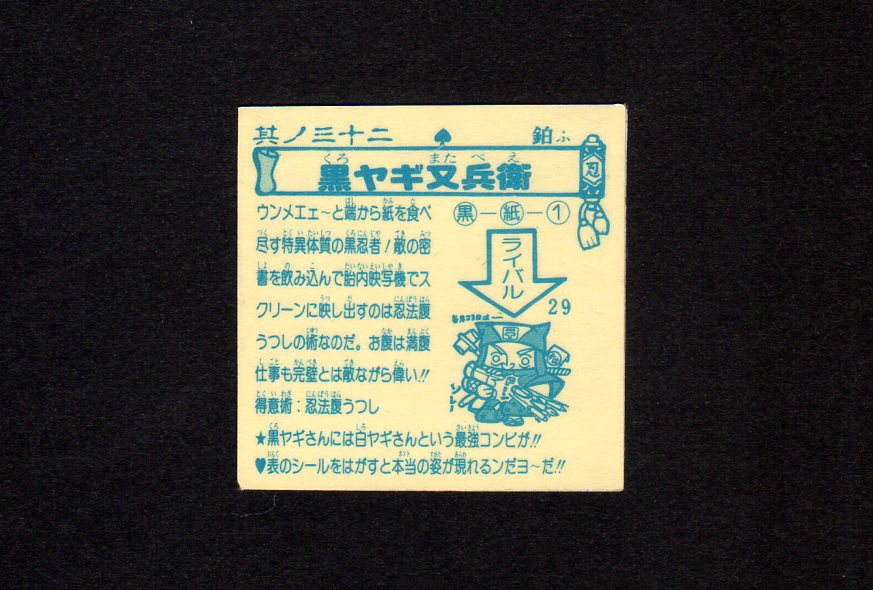 其ノ三十二 ♠ 鉑ふ
黒ヤギ又兵衛
ウンメエェ~と端から紙を食べ
尽す特異体質の黒忍者!敵の密
書を飲み込んで胎内映写機でス
クリーンに映し出すのは忍法腹
うつしの術なのだ。お腹は満腹
仕事も完璧とは敵ながら偉い!!
得意術:忍法腹うつし
黒-紙-1
ライバル
29
毎月23日は
★黒ヤギさんには白ヤギさんという最強コンビが!!
♥表のシールをはがすと本当の姿が現れるンだヨ~だ!!
忍